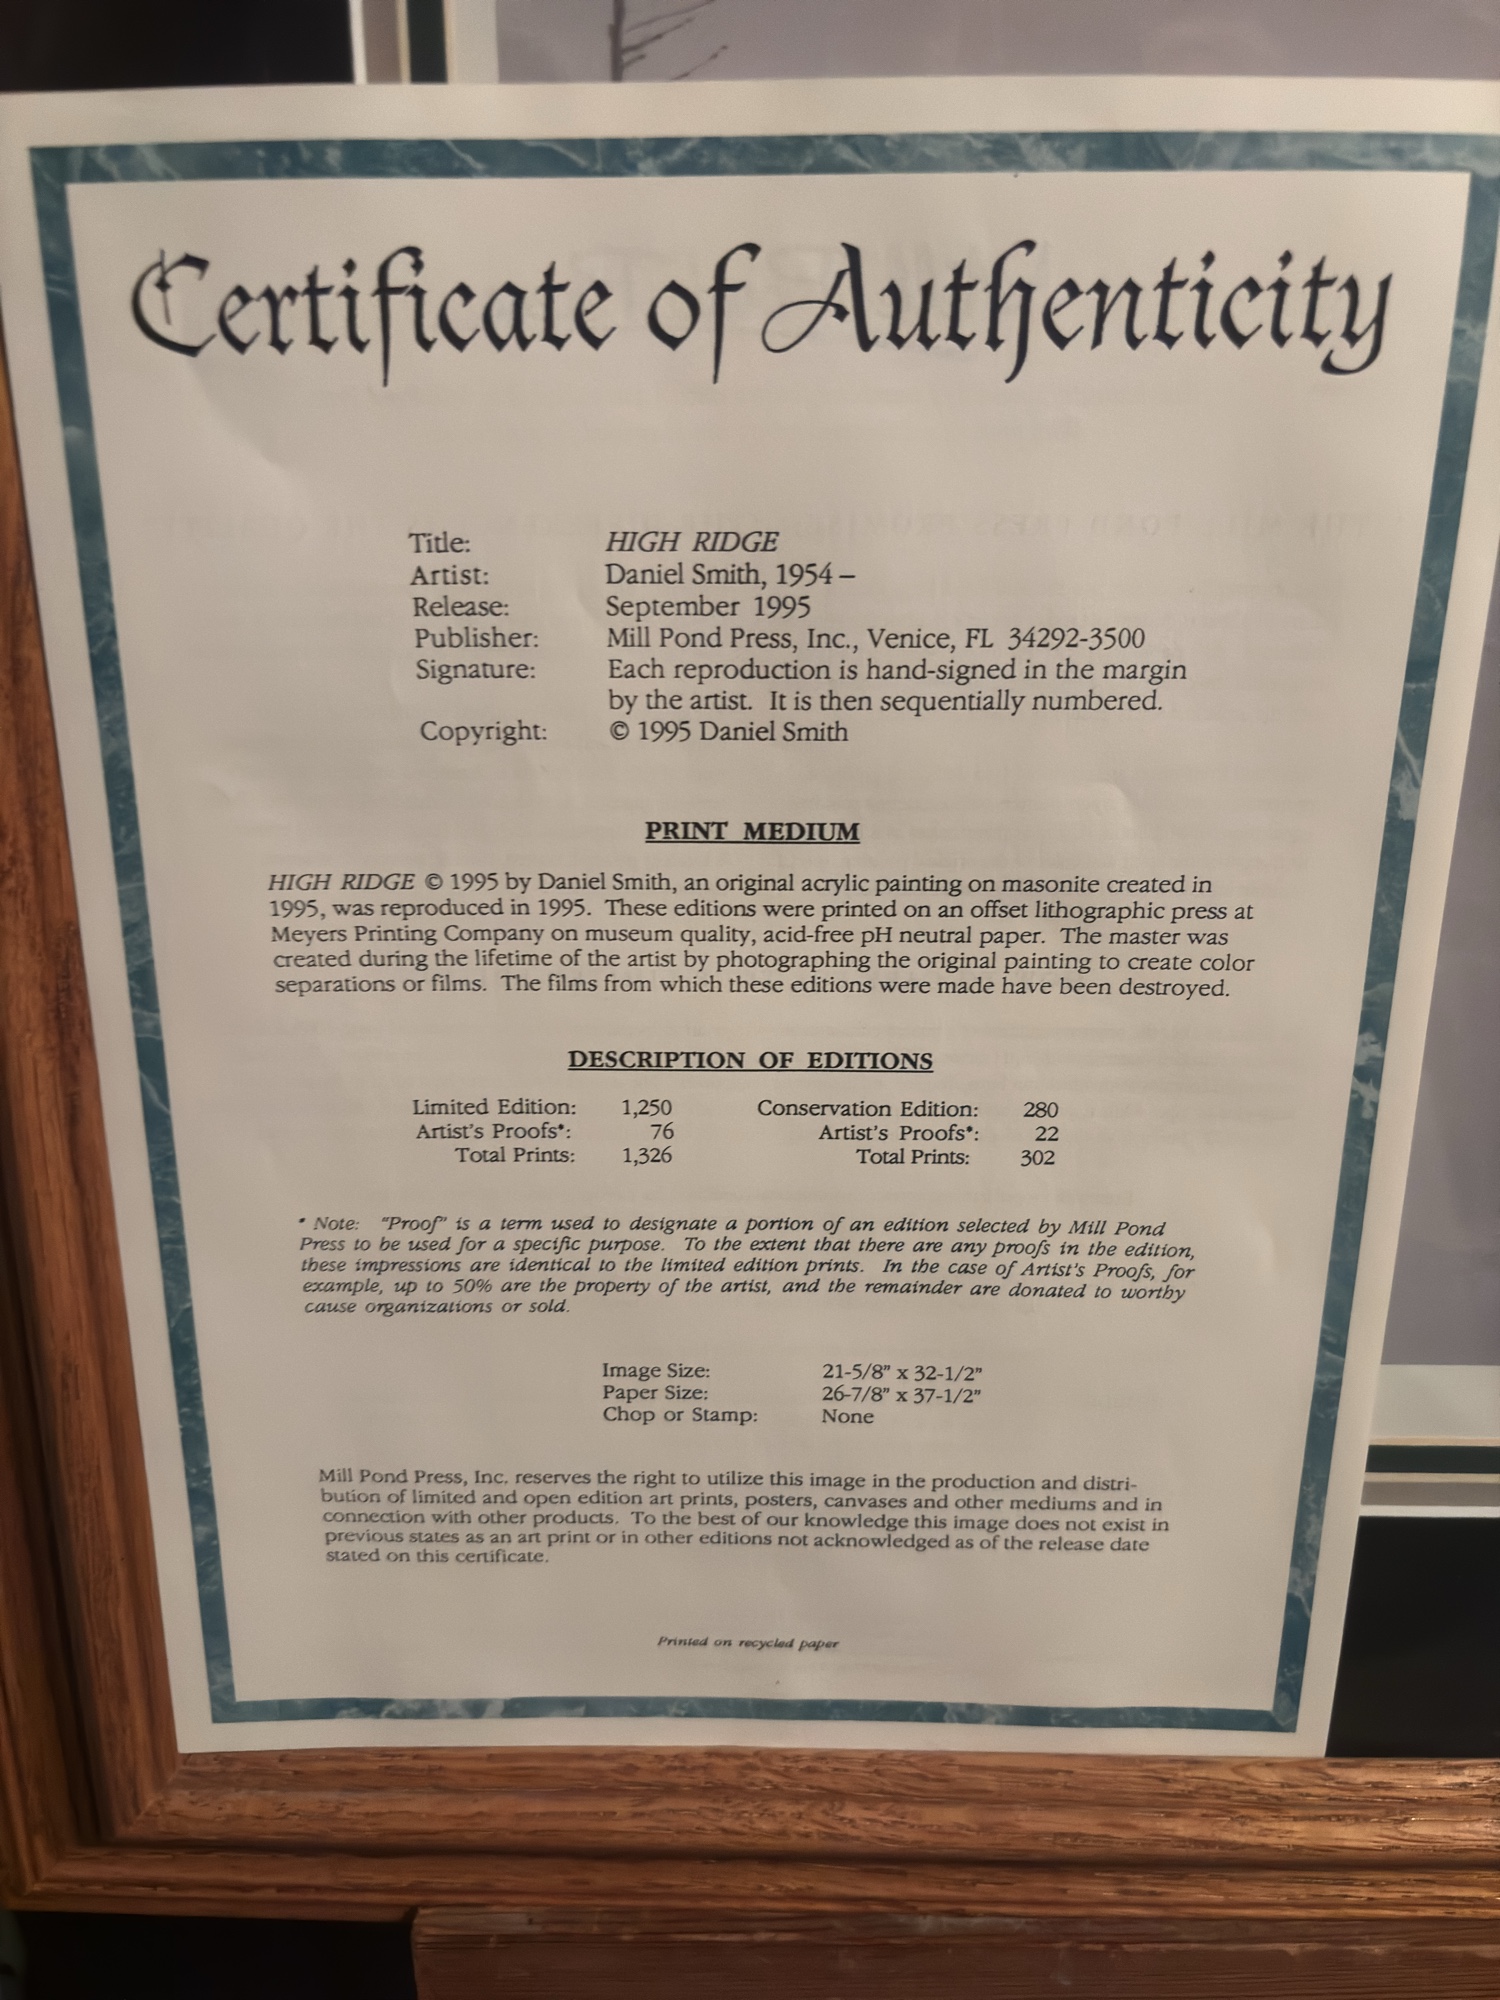 Certificate of Authenticity
Title: HIGH RIDGE
Artist: Daniel Smith, 1954 –
Release: September 1995
Publisher: Mill Pond Press, Inc., Venice, FL 34292-3500
Signature: Each reproduction is hand-signed in the margin
by the artist. It is then sequentially numbered.
Copyright: © 1995 Daniel Smith
PRINT MEDIUM
HIGH RIDGE © 1995 by Daniel Smith, an original acrylic painting on masonite created in
1995, was reproduced in 1995. These editions were printed on an offset lithographic press at
Meyers Printing Company on museum quality, acid-free pH neutral paper. The master was
created during the lifetime of the artist by photographing the original painting to create color
separations or films. The films from which these editions were made have been destroyed.
DESCRIPTION OF EDITIONS
Limited Edition: 1,250 Conservation Edition: 280
Artist's Proofs*: 76 Artist's Proofs*: 22
Total Prints: 1,326 Total Prints: 302
* Note: "Proof" is a term used to designate a portion of an edition selected by Mill Pond
Press to be used for a specific purpose. To the extent that there are any proofs in the edition,
these impressions are identical to the limited edition prints. In the case of Artist's Proofs, for
example, up to 50% are the property of the artist, and the remainder are donated to worthy
cause organizations or sold.
Image Size: 21-5/8" x 32-1/2"
Paper Size: 26-7/8" x 37-1/2"
Chop or Stamp: None
Mill Pond Press, Inc. reserves the right to utilize this image in the production and distri-
bution of limited and open edition art prints, posters, canvases and other mediums and in
connection with other products. To the best of our knowledge this image does not exist in
previous states as an art print or in other editions not acknowledged as of the release date
stated on this certificate.
Printed on recycled paper